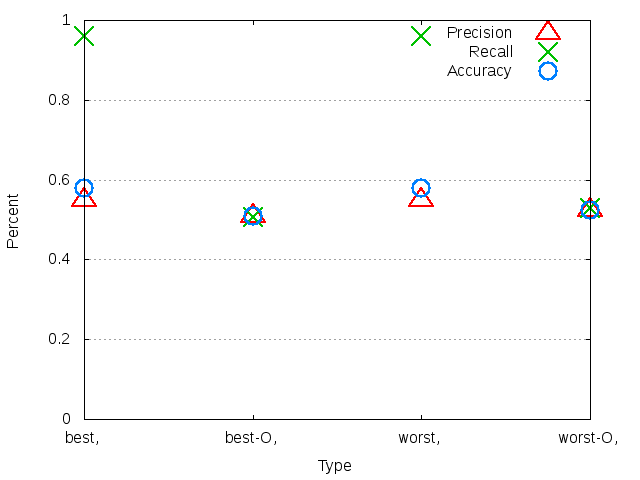 1
Precision
Recall
Accuracy
0.8
0.6
0.4
0.2
0
Percent
best,
best-O,
worst,
worst-O,
Type